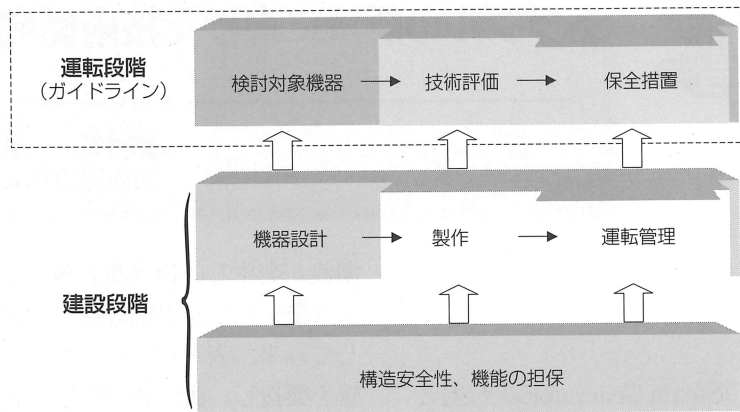 運転段階
(ガイドライン)
検討対象機器
技術評価
保全措置
建設段階
機器設計
製作
運転管理
構造安全性、機能の担保